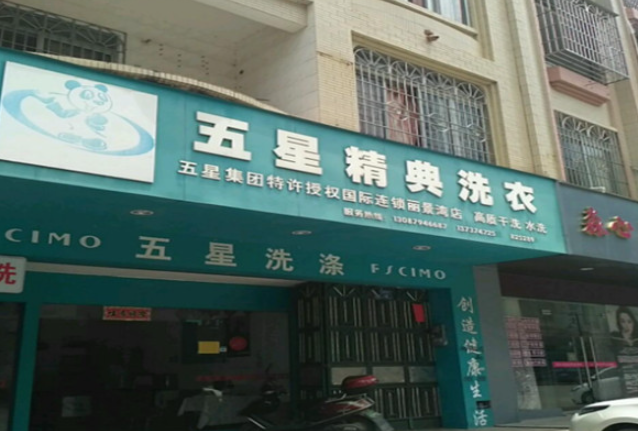 五星精典洗衣
五星集团特许授权国际连锁丽景湾店 高质干洗 水洗
服务热线:
CIMO 五星洗涤 FSCIMO
洗
创造健康生活